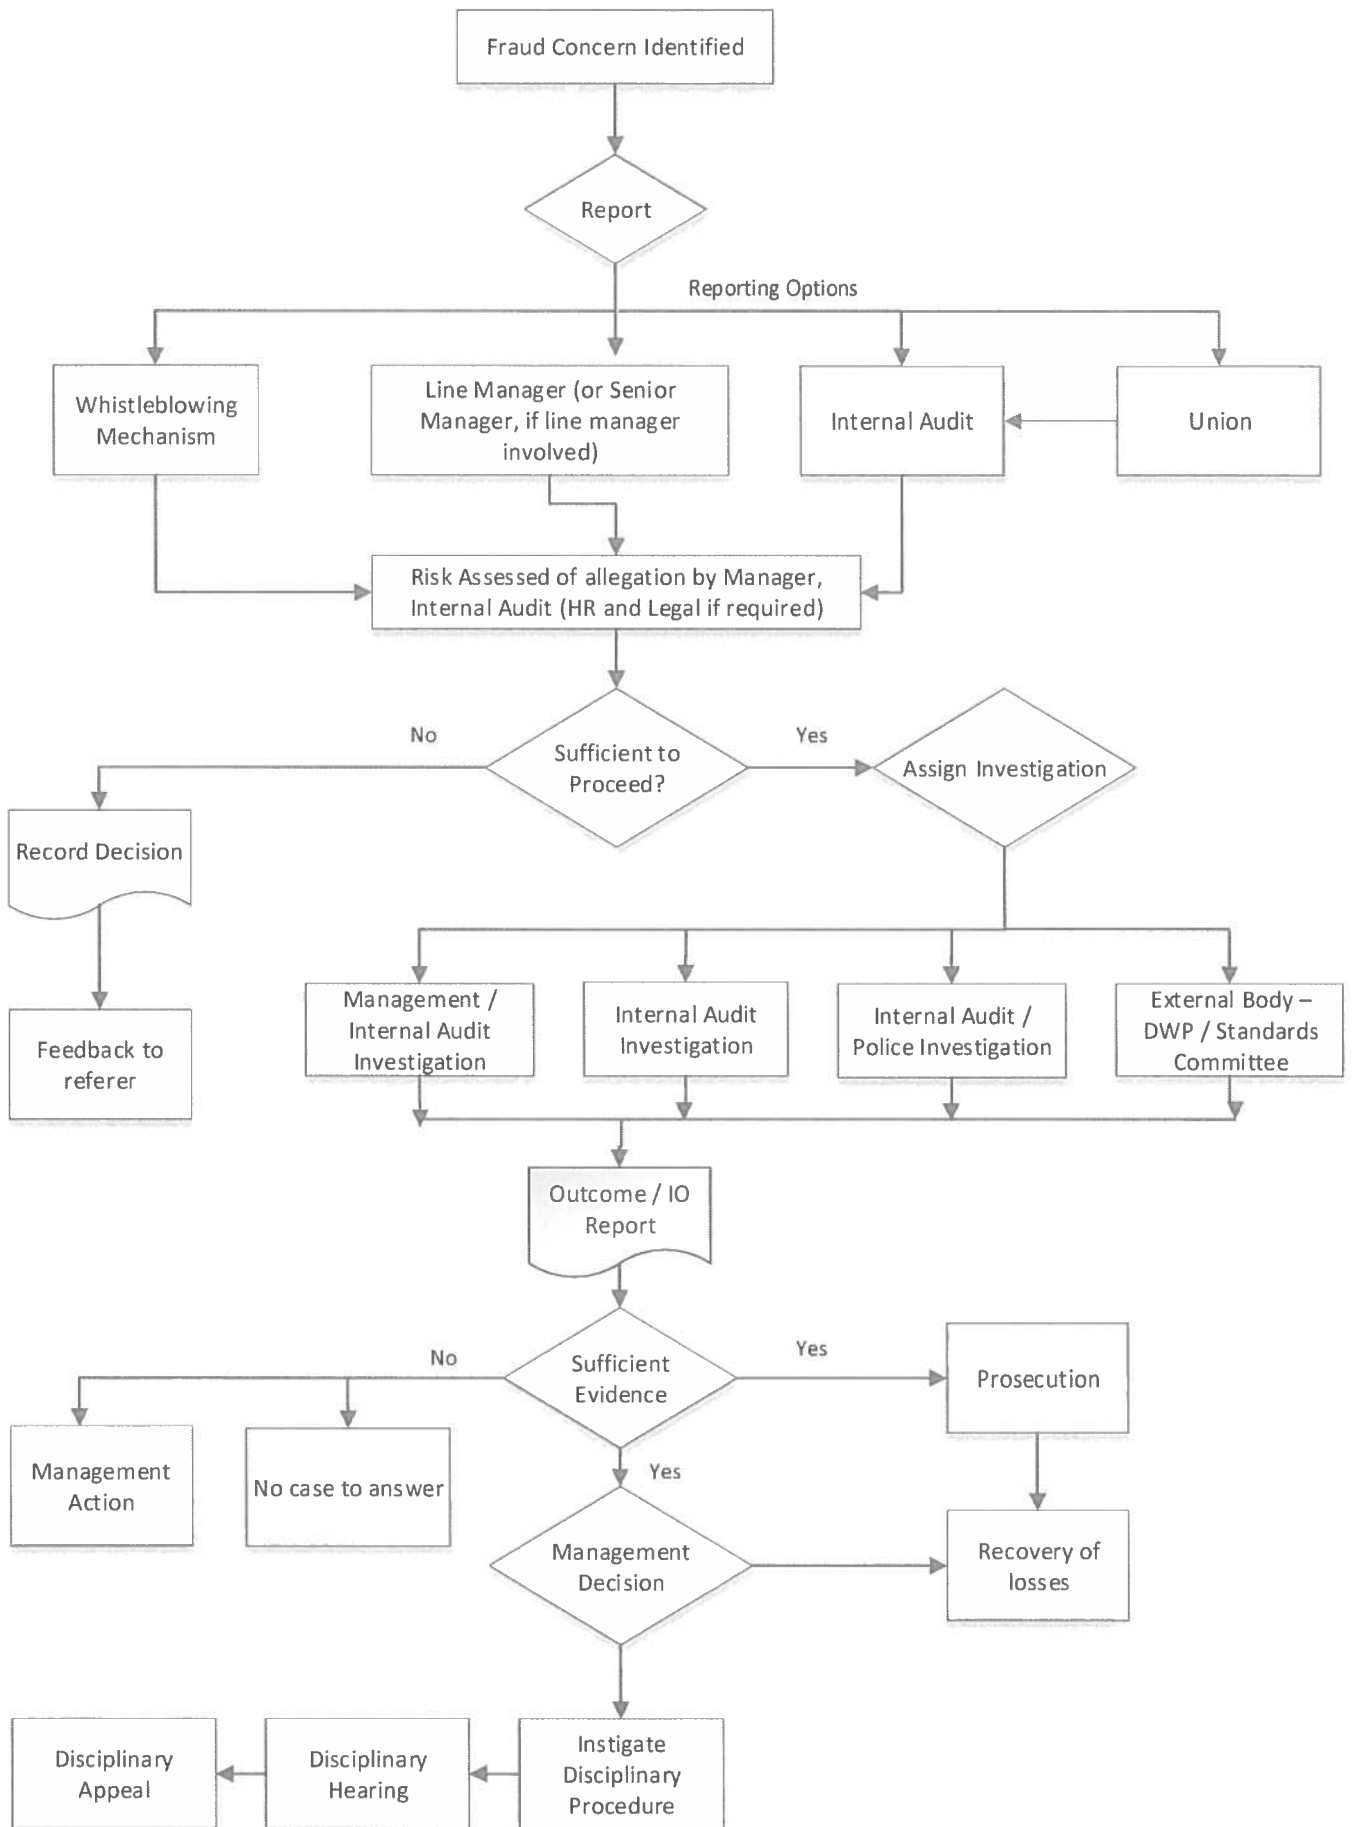 Fraud Concern Identified
Report
Reporting Options
Whistleblowing
Mechanism
Line Manager (or Senior
Manager, if line manager
involved)
Internal Audit
Union
Risk Assessed of allegation by Manager,
Internal Audit (HR and Legal if required)
No
Sufficient to
Proceed?
Yes
Assign Investigation
Record Decision
Feedback to
referer
Management /
Internal Audit
Investigation
Internal Audit
Investigation
Internal Audit /
Police Investigation
External Body –
DWP / Standards
Committee
Outcome / IO
Report
No
Sufficient
Evidence
Yes
Prosecution
Management
Action
No case to answer
Yes
Management
Decision
Recovery of
losses
Disciplinary
Appeal
Disciplinary
Hearing
Instigate
Disciplinary
Procedure